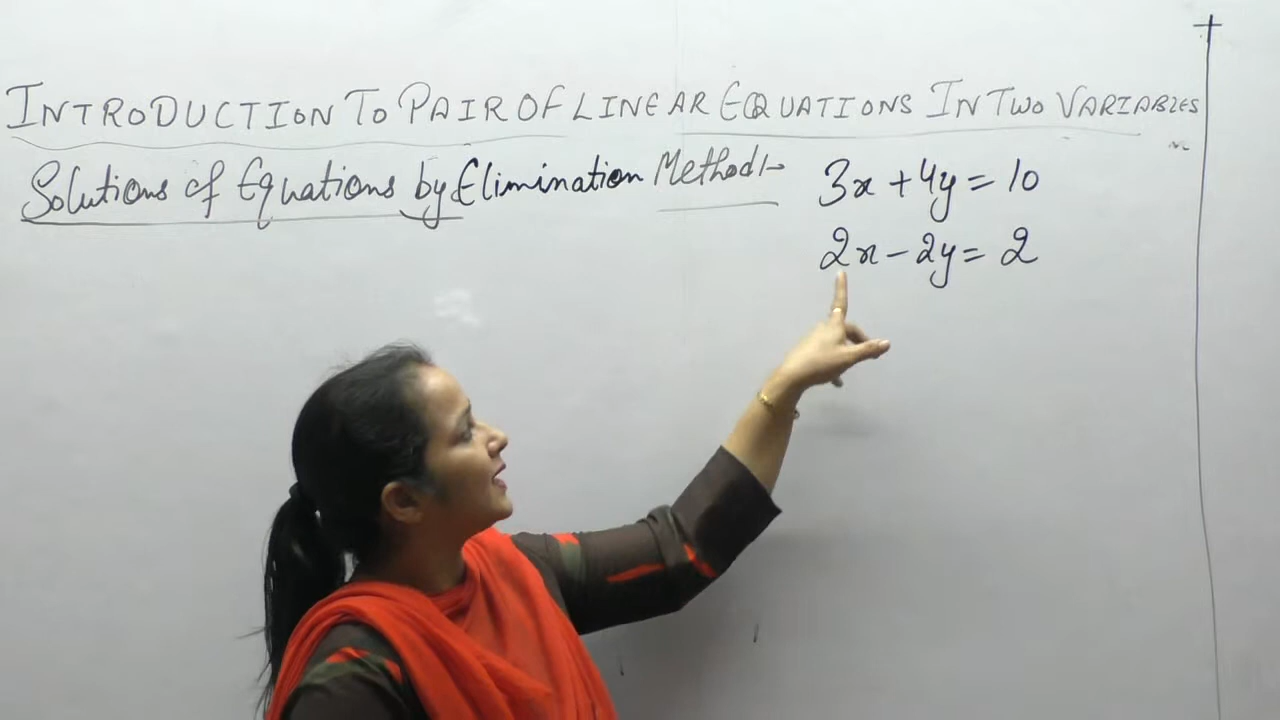 INTRODUCTION TO PAIR OF LINEAR EQUATIONS IN TWO VARIABLES
Solutions of Equations by Elimination Method:-
3x + 4y = 10
2x - 2y = 2